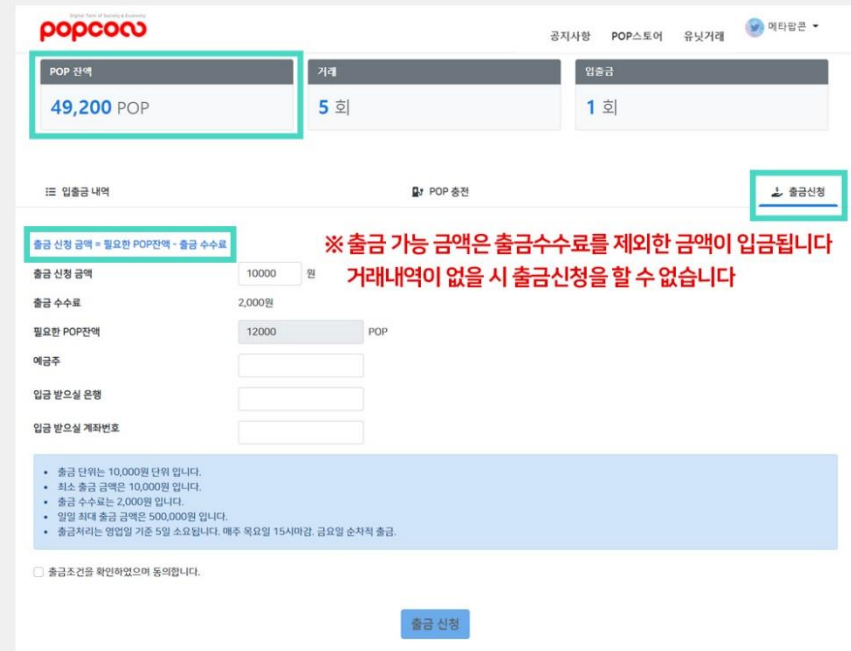 Digital Twin of Society & Economy
popcoco
공지사항 POP스토어 유닛거래 메타팝콘
POP 잔액
49,200 POP
거래
5 회
입출금
1 회
입출금 내역
POP 충전
출금신청
출금 신청 금액 = 필요한 POP잔액 - 출금 수수료
※ 출금 가능 금액은 출금수수료를 제외한 금액이 입금됩니다
거래내역이 없을 시 출금신청을 할 수 없습니다
출금 신청 금액 10000 원
출금 수수료 2,000원
필요한 POP잔액 12000 POP
예금주
입금 받으실 은행
입금 받으실 계좌번호
• 출금 단위는 10,000원 단위 입니다.
• 최소 출금 금액은 10,000원 입니다.
• 출금 수수료는 2,000원 입니다.
• 일일 최대 출금 금액은 500,000원 입니다.
• 출금처리는 영업일 기준 5일 소요됩니다. 매주 목요일 15시마감. 금요일 순차적 출금.
출금조건을 확인하였으며 동의합니다.
출금 신청